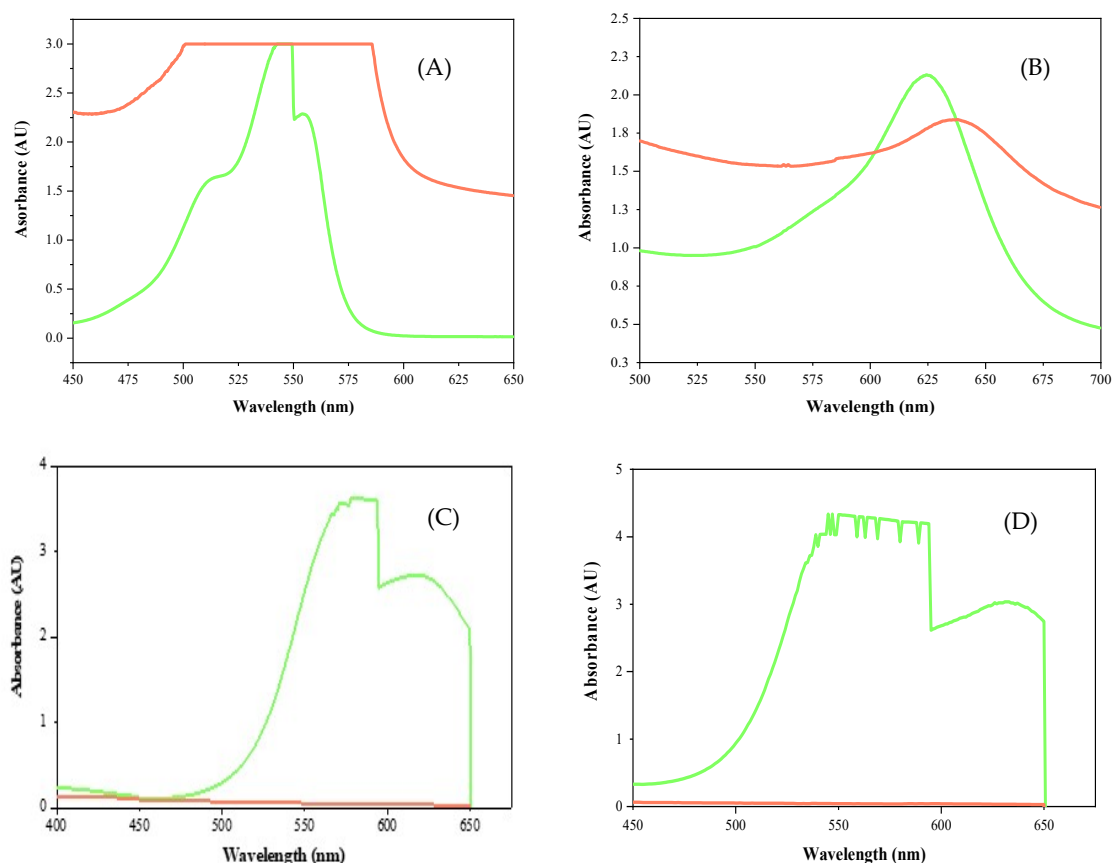 (A)
3.0
2.5
2.0
1.5
1.0
0.5
0.0
Asorbance (AU)
450 475 500 525 550 575 600 625 650
Wavelength (nm)
(B)
2.5
2.3
2.0
1.8
1.5
1.3
1.0
0.8
0.5
0.3
Absorbance (AU)
500 525 550 575 600 625 650 675 700
Wavelength (nm)
(C)
4
3
2
1
0
Absorbance (AU)
400 450 500 550 600 650
Wavelength (nm)
(D)
5
4
3
2
1
0
Absorbance (AU)
450 500 550 600 650
Wavelength (nm)